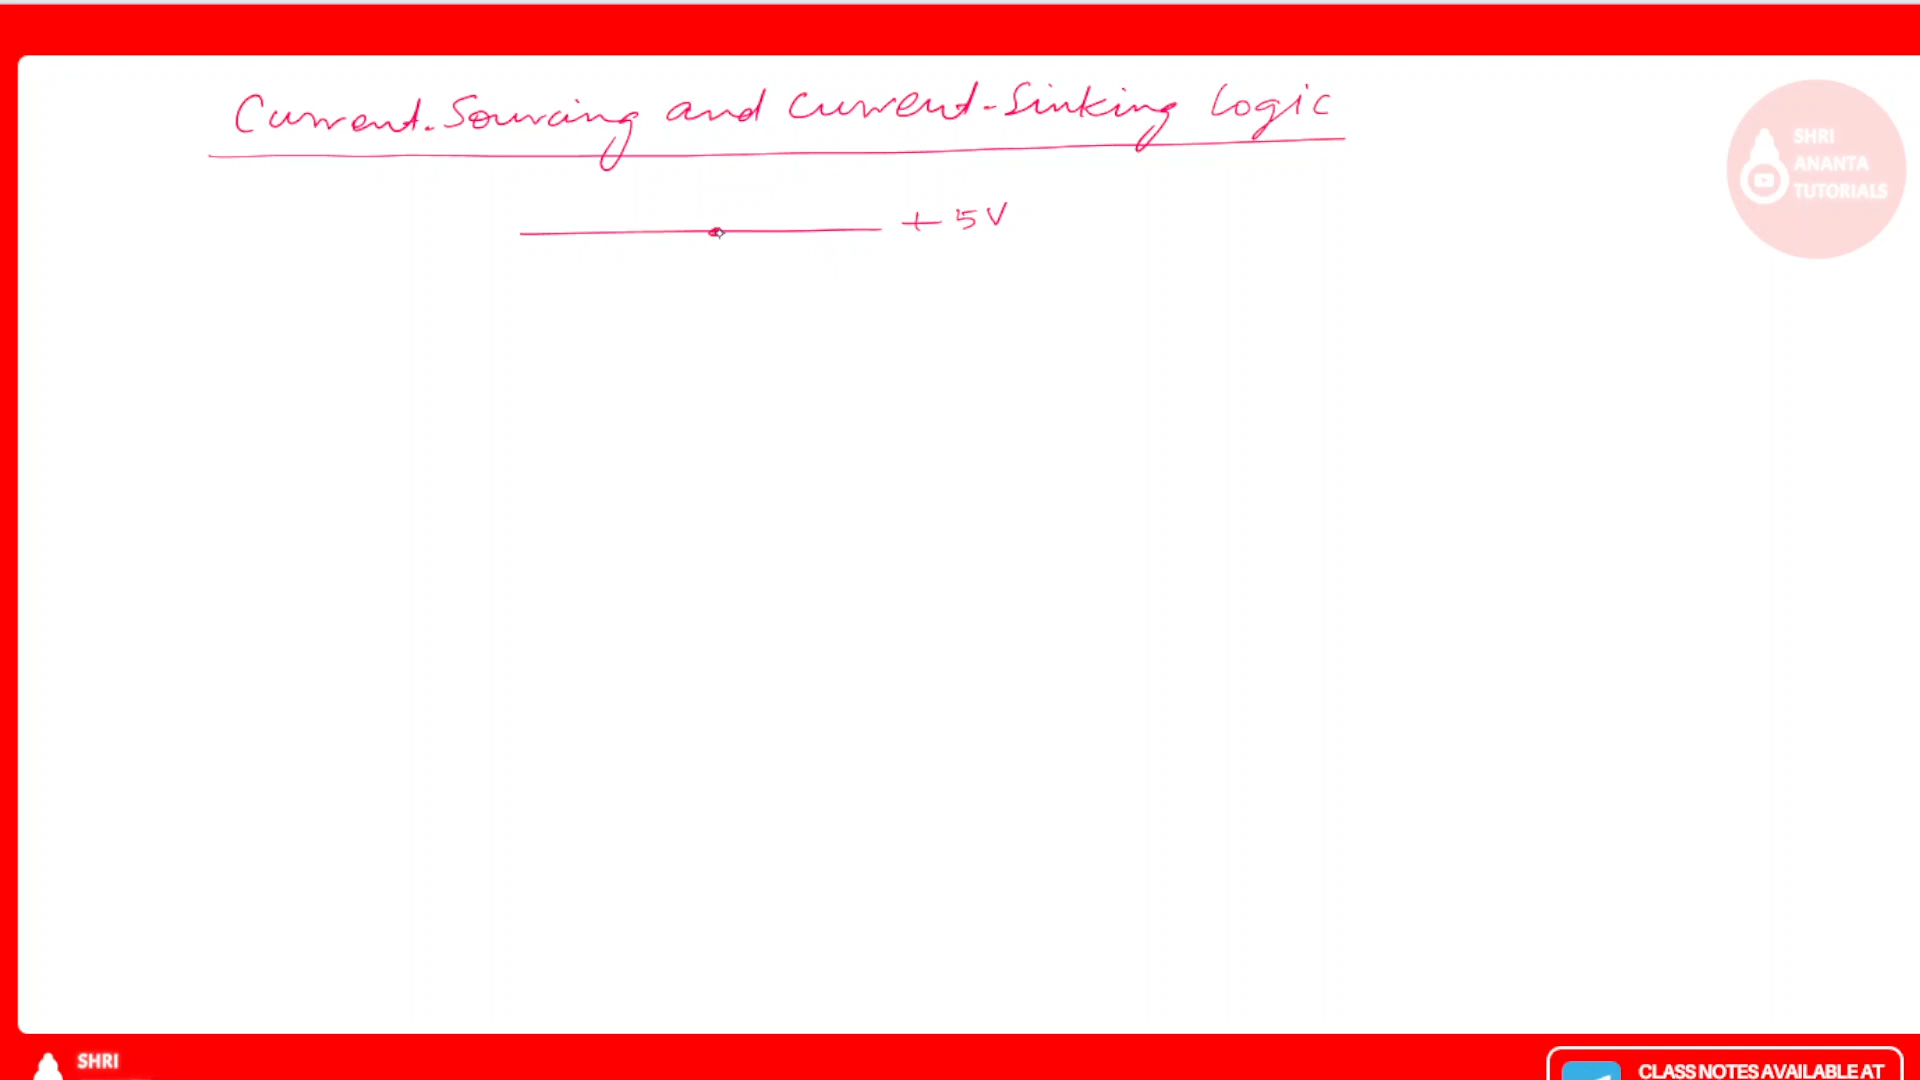 Current-Sourcing and Current-Sinking Logic
SHRI
ANANTA
TUTORIALS
+5V
SHRI
CLASS NOTES AVAILABLE AT